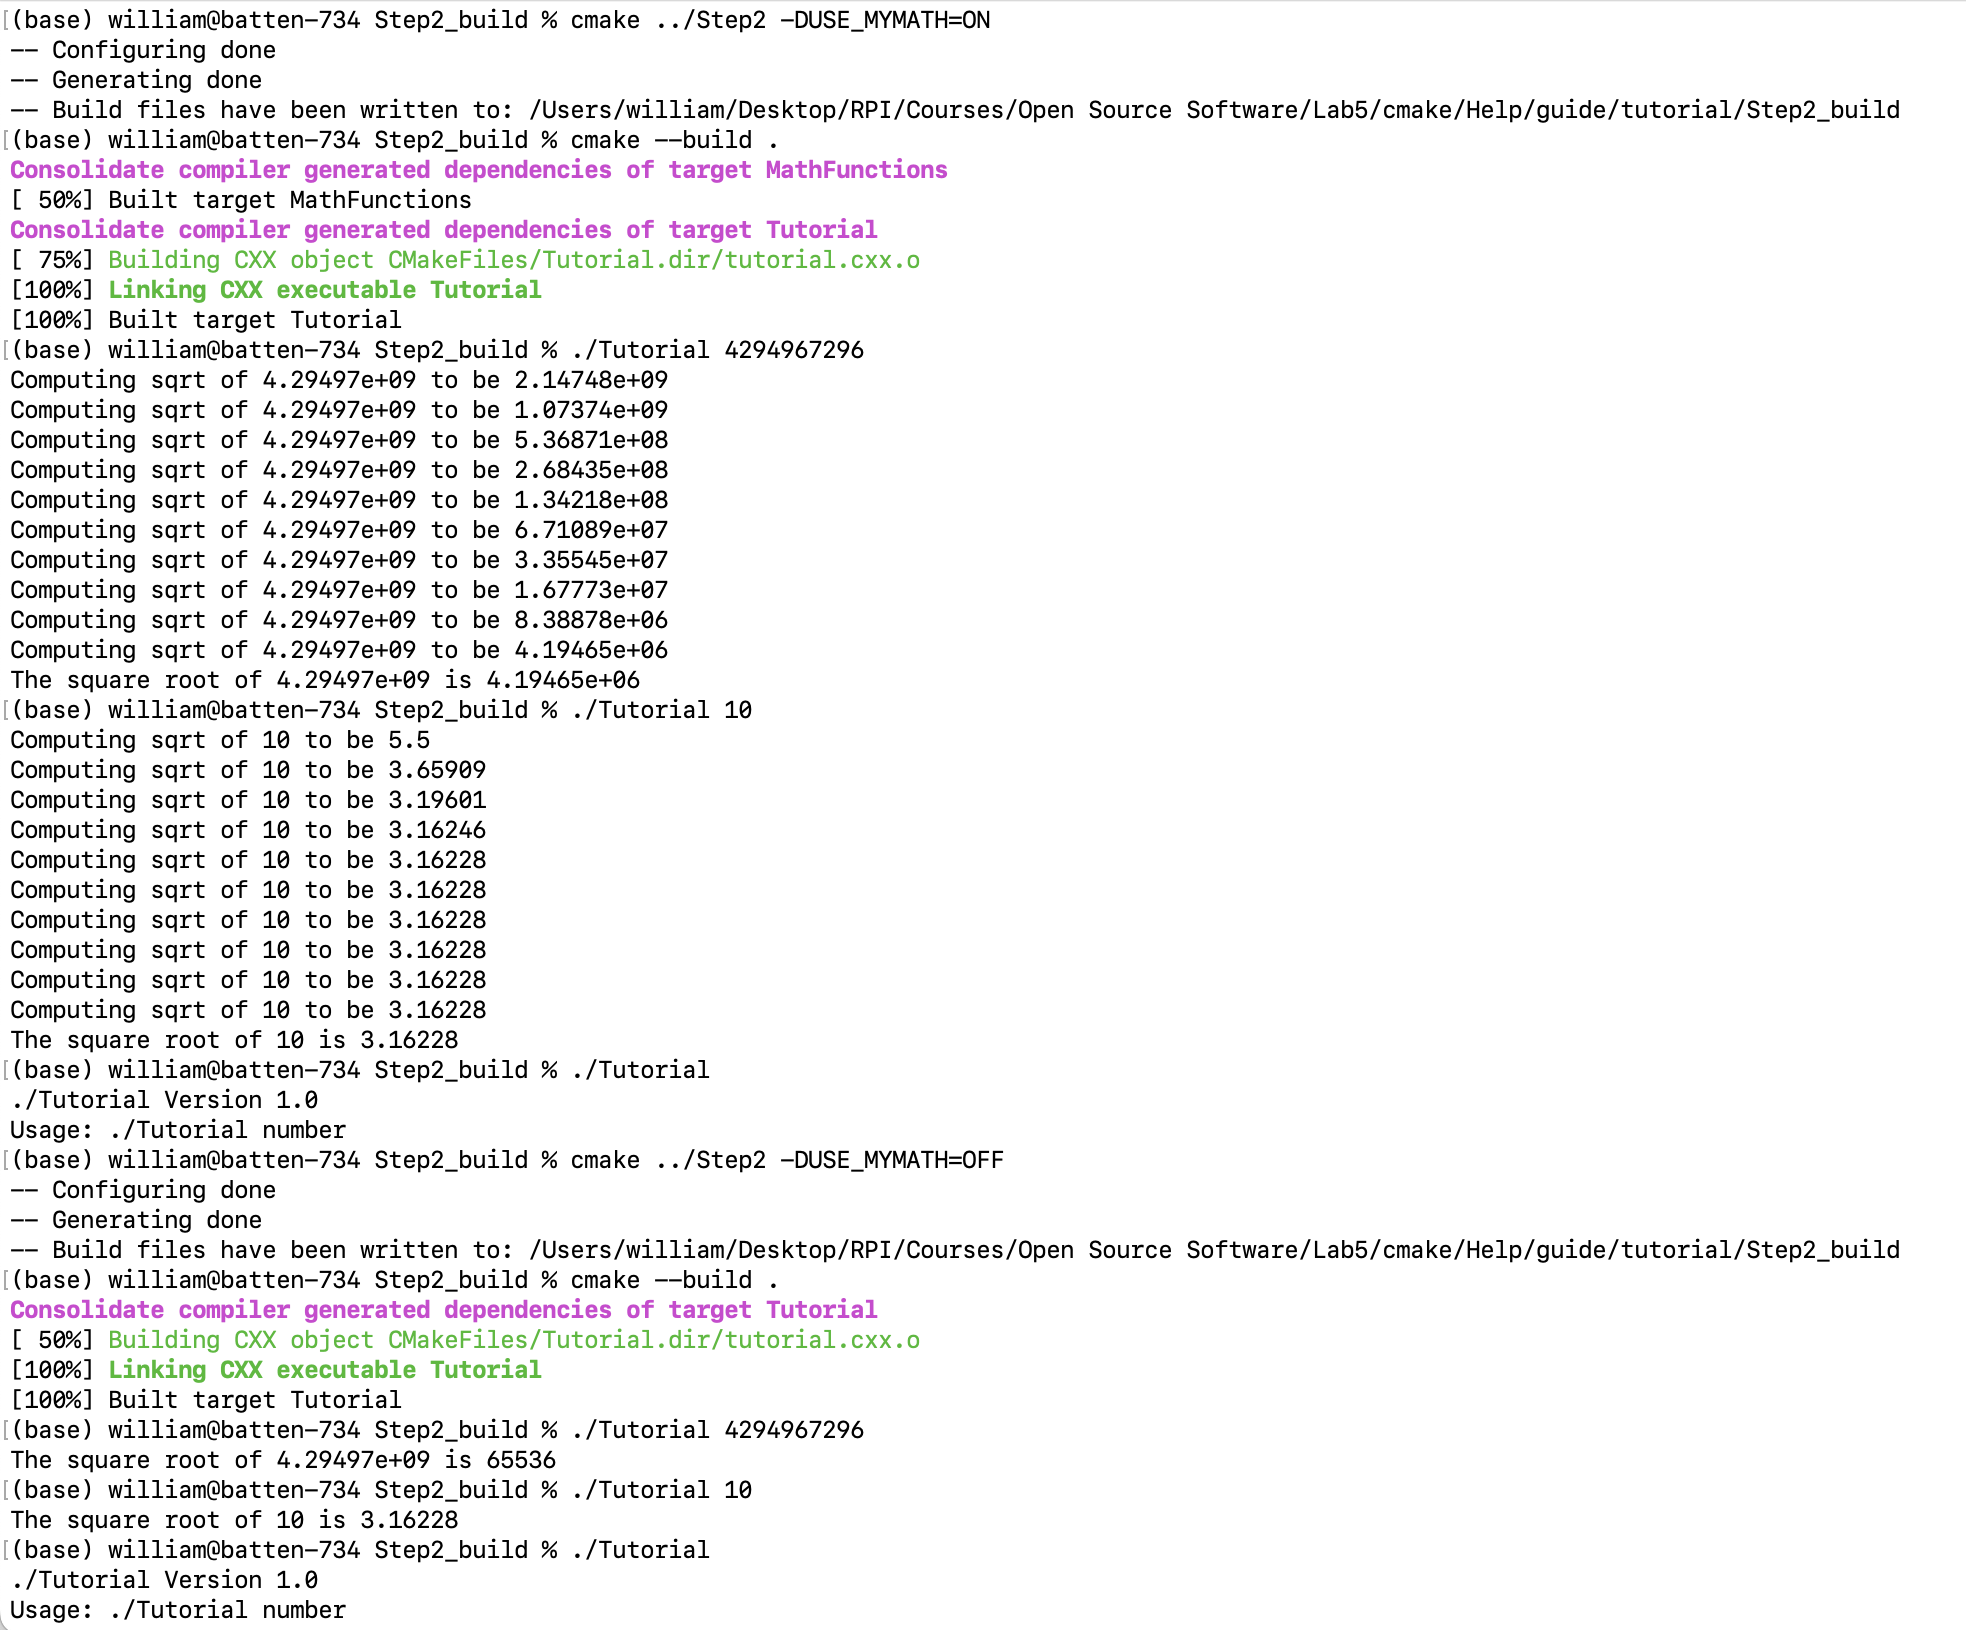 [(base) william@batten-734 Step2_build % cmake ../Step2 -DUSE_MYMATH=ON
-- Configuring done
-- Generating done
-- Build files have been written to: /Users/william/Desktop/RPI/Courses/Open Source Software/Lab5/cmake/Help/guide/tutorial/Step2_build
[(base) william@batten-734 Step2_build % cmake --build .
Consolidate compiler generated dependencies of target MathFunctions
[ 50%] Built target MathFunctions
Consolidate compiler generated dependencies of target Tutorial
[ 75%] Building CXX object CMakeFiles/Tutorial.dir/tutorial.cxx.o
[100%] Linking CXX executable Tutorial
[100%] Built target Tutorial
[(base) william@batten-734 Step2_build % ./Tutorial 4294967296
Computing sqrt of 4.29497e+09 to be 2.14748e+09
Computing sqrt of 4.29497e+09 to be 1.07374e+09
Computing sqrt of 4.29497e+09 to be 5.36871e+08
Computing sqrt of 4.29497e+09 to be 2.68435e+08
Computing sqrt of 4.29497e+09 to be 1.34218e+08
Computing sqrt of 4.29497e+09 to be 6.71089e+07
Computing sqrt of 4.29497e+09 to be 3.35545e+07
Computing sqrt of 4.29497e+09 to be 1.67773e+07
Computing sqrt of 4.29497e+09 to be 8.38878e+06
Computing sqrt of 4.29497e+09 to be 4.19465e+06
The square root of 4.29497e+09 is 4.19465e+06
[(base) william@batten-734 Step2_build % ./Tutorial 10
Computing sqrt of 10 to be 5.5
Computing sqrt of 10 to be 3.65909
Computing sqrt of 10 to be 3.19601
Computing sqrt of 10 to be 3.16246
Computing sqrt of 10 to be 3.16228
Computing sqrt of 10 to be 3.16228
Computing sqrt of 10 to be 3.16228
Computing sqrt of 10 to be 3.16228
Computing sqrt of 10 to be 3.16228
Computing sqrt of 10 to be 3.16228
The square root of 10 is 3.16228
[(base) william@batten-734 Step2_build % ./Tutorial
./Tutorial Version 1.0
Usage: ./Tutorial number
[(base) william@batten-734 Step2_build % cmake ../Step2 -DUSE_MYMATH=OFF
-- Configuring done
-- Generating done
-- Build files have been written to: /Users/william/Desktop/RPI/Courses/Open Source Software/Lab5/cmake/Help/guide/tutorial/Step2_build
[(base) william@batten-734 Step2_build % cmake --build .
Consolidate compiler generated dependencies of target Tutorial
[ 50%] Building CXX object CMakeFiles/Tutorial.dir/tutorial.cxx.o
[100%] Linking CXX executable Tutorial
[100%] Built target Tutorial
[(base) william@batten-734 Step2_build % ./Tutorial 4294967296
The square root of 4.29497e+09 is 65536
[(base) william@batten-734 Step2_build % ./Tutorial 10
The square root of 10 is 3.16228
[(base) william@batten-734 Step2_build % ./Tutorial
./Tutorial Version 1.0
Usage: ./Tutorial number